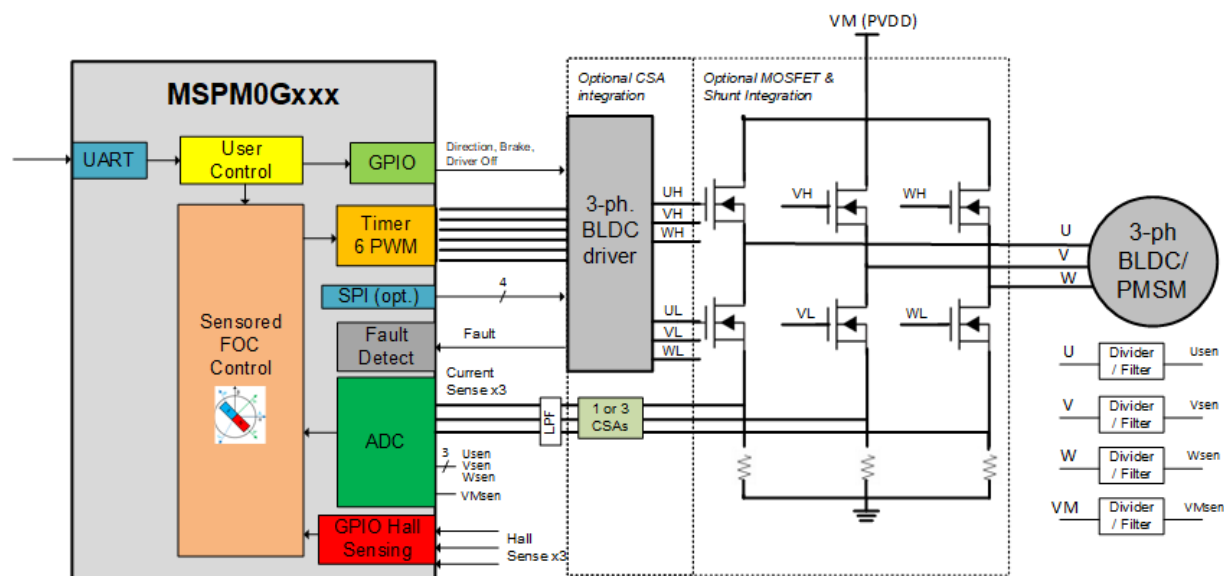 VM (PVDD)
Optional CSA
integration
Optional MOSFET &
Shunt Integration
MSPM0Gxxx
UART
User
Control
GPIO
Direction, Brake,
Driver Off
Timer
6 PWM
SPI (opt.)
4
Fault
Detect
Fault
Sensored
FOC
Control
Current
Sense x3
ADC
3
Usen
Vsen
Wsen
VMsen
GPIO Hall
Sensing
Hall
Sense x3
LPF
1 or 3
CSAs
3-ph.
BLDC
driver
UH
VH
WH
UL
VL
WL
VH
WH
VL
WL
U
V
W
3-ph
BLDC/
PMSM
U
Divider
/ Filter
Usen
V
Divider
/ Filter
Vsen
W
Divider
/ Filter
Wsen
VM
Divider
/ Filter
VMsen